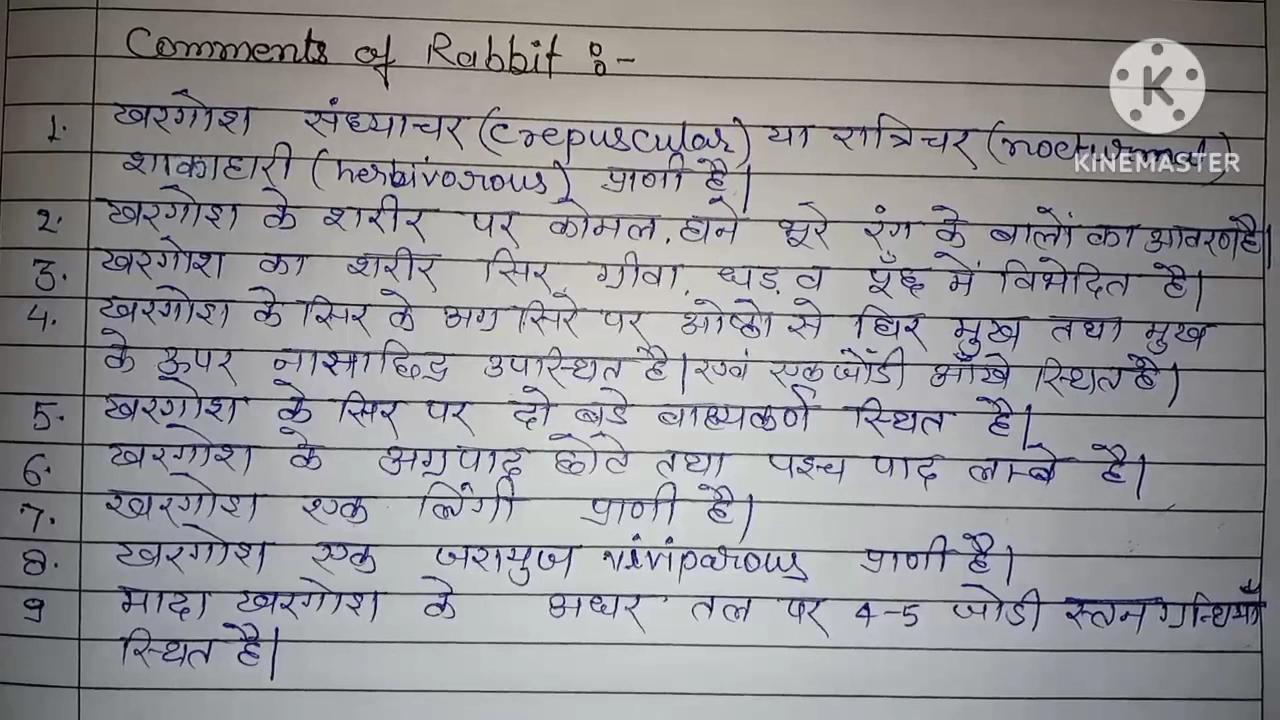 Comments of Rabbit :-
1. खरगोश संध्याचर (crepuscular) या रात्रिचर (nocturnal)
शाकाहारी (herbivorous) प्राणी है।
2. खरगोश के शरीर पर कोमल, घने भूरे रंग के बालों का आवरण है।
3. खरगोश का शरीर सिर, ग्रीवा, धड़ व पूँछ में विभेदित है।
4. खरगोश के सिर के अग्र सिरे पर ओष्ठो से घिर मुख तथा मुख
के ऊपर नासाछिद्र उपस्थित है। एवं एक जोडी आँखे स्थित है।
5. खरगोश के सिर पर दो बडे बाह्यकर्ण स्थित है।
6. खरगोश के अग्रपाद छोटे तथा पश्च पाद लम्बे है।
7. खरगोश एक लिंगी प्राणी है।
8. खरगोश एक जरायुज viviparous प्राणी है।
9 मादा खरगोश के अधर तल पर 4-5 जोडी स्तन ग्रन्थियाँ
स्थित है।
K
KINEMASTER